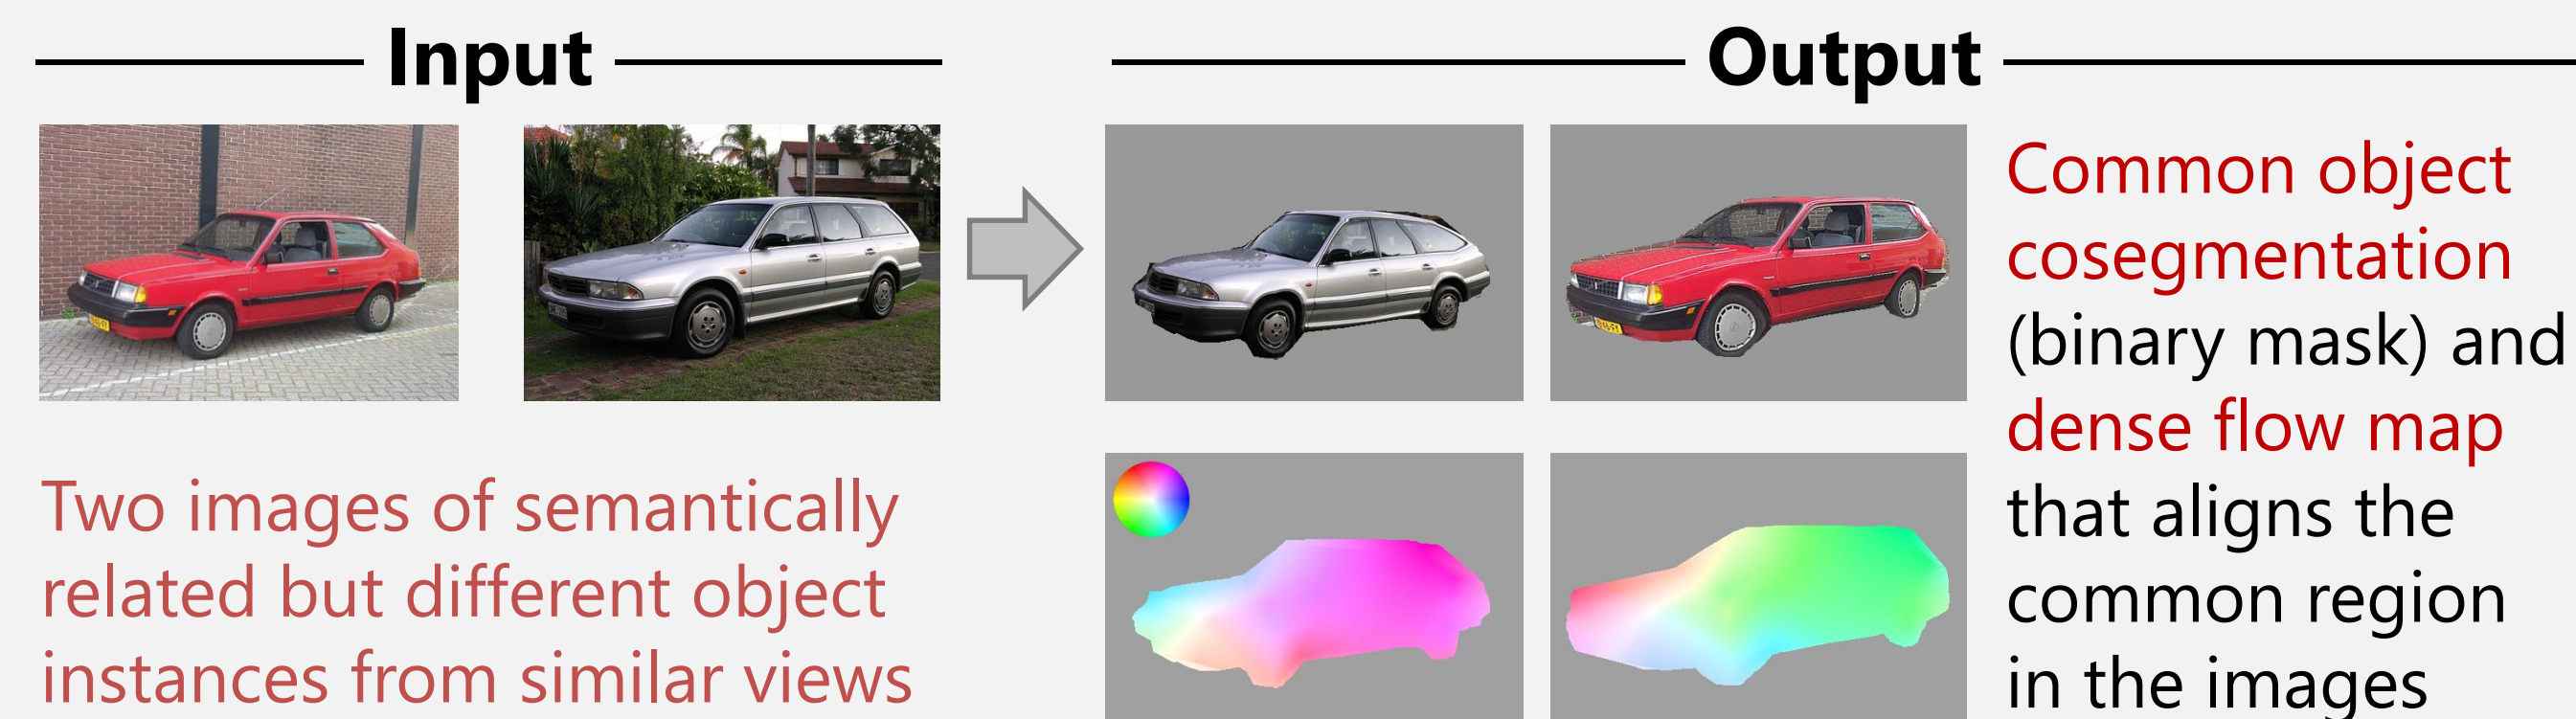 Input
Output
Two images of semantically
related but different object
instances from similar views
Common object
cosegmentation
(binary mask) and
dense flow map
that aligns the
common region
in the images